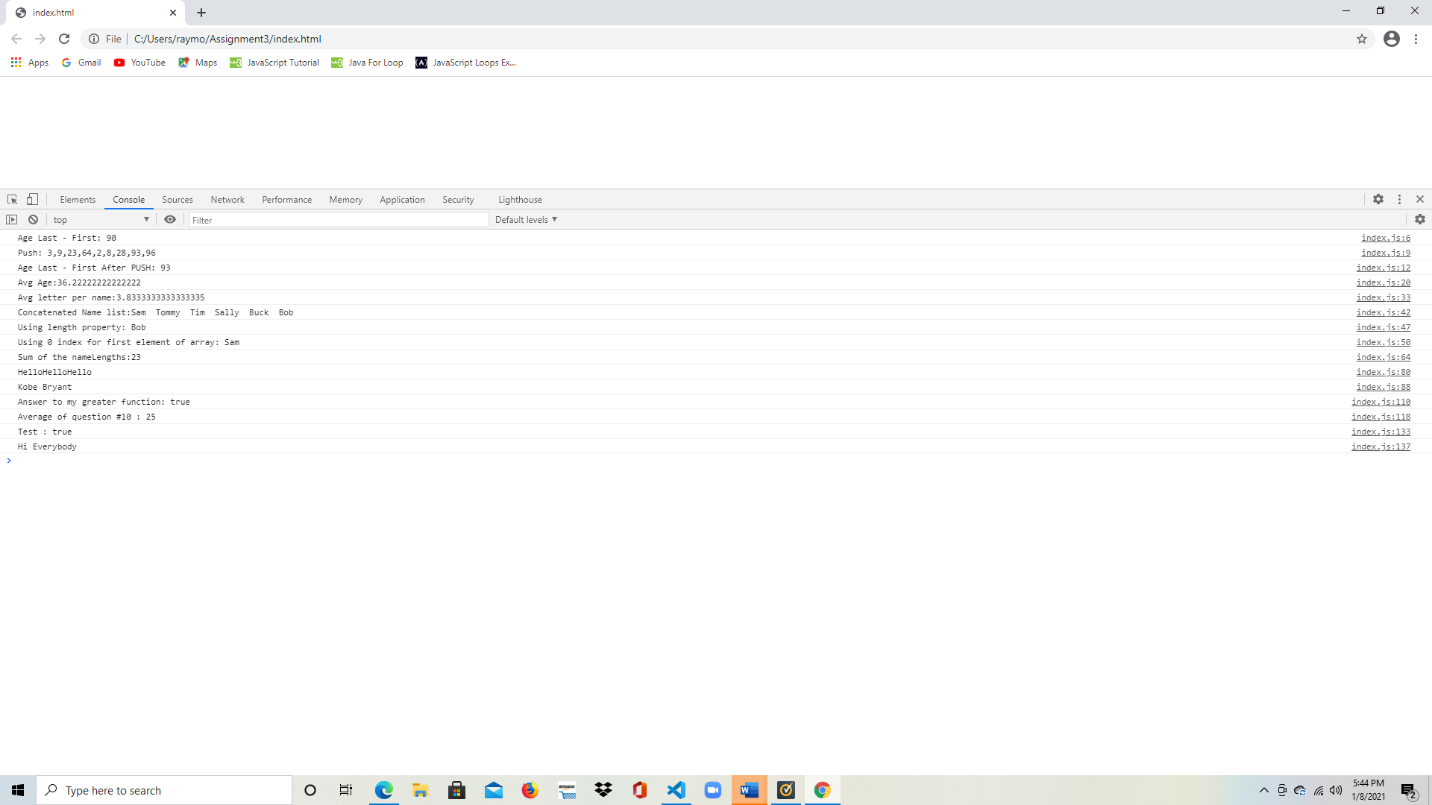 index.html
File C:/Users/raymo/Assignment3/index.html
Apps Gmail YouTube Maps JavaScript Tutorial Java For Loop JavaScript Loops Ex...
Elements Console Sources Network Performance Memory Application Security Lighthouse
top Filter Default levels
Age Last - First: 90 index.js:6
Push: 3,9,23,64,2,8,28,93,96 index.js:9
Age Last - First After PUSH: 93 index.js:12
Avg Age:36.22222222222222 index.js:20
Avg letter per name:3.8333333333333335 index.js:33
Concatenated Name list:Sam Tommy Tim Sally Buck Bob index.js:42
Using length property: Bob index.js:47
Using 0 index for first element of array: Sam index.js:50
Sum of the nameLengths:23 index.js:64
HelloHelloHello index.js:80
Kobe Bryant index.js:88
Answer to my greater function: true index.js:110
Average of question #10 : 25 index.js:118
Test : true index.js:133
Hi Everybody index.js:137
Type here to search
5:44 PM
1/8/2021
2